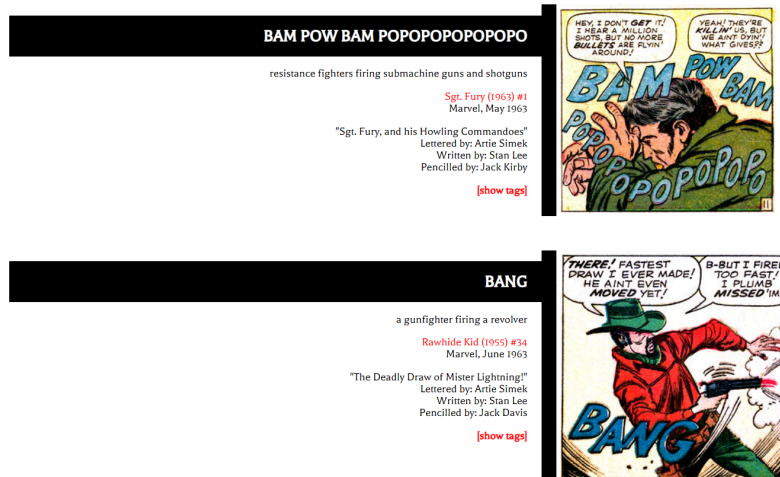 BAM POW BAM POPOPOPOPOPOPO
resistance fighters firing submachine guns and shotguns
Sgt. Fury (1963) #1
Marvel, May 1963
"Sgt. Fury, and his Howling Commandoes"
Lettered by: Artie Simek
Written by: Stan Lee
Pencilled by: Jack Kirby
[show tags]
HEY, I DON'T GET IT!
I HEAR A MILLION
SHOTS, BUT NO MORE
BULLETS ARE FLYIN'
AROUND!
YEAH! THEY'RE
KILLIN' US, BUT
WE AINT DYIN'!
WHAT GIVES??
BAM POW BAM
POPOPOPOPOPOPO
11
BANG
a gunfighter firing a revolver
Rawhide Kid (1955) #34
Marvel, June 1963
"The Deadly Draw of Mister Lightning!"
Lettered by: Artie Simek
Written by: Stan Lee
Pencilled by: Jack Davis
[show tags]
THERE! FASTEST
DRAW I EVER MADE!
HE AINT EVEN
MOVED YET!
B-BUT I FIRE
TOO FAST!
I PLUMB
MISSED 'IM
BANG